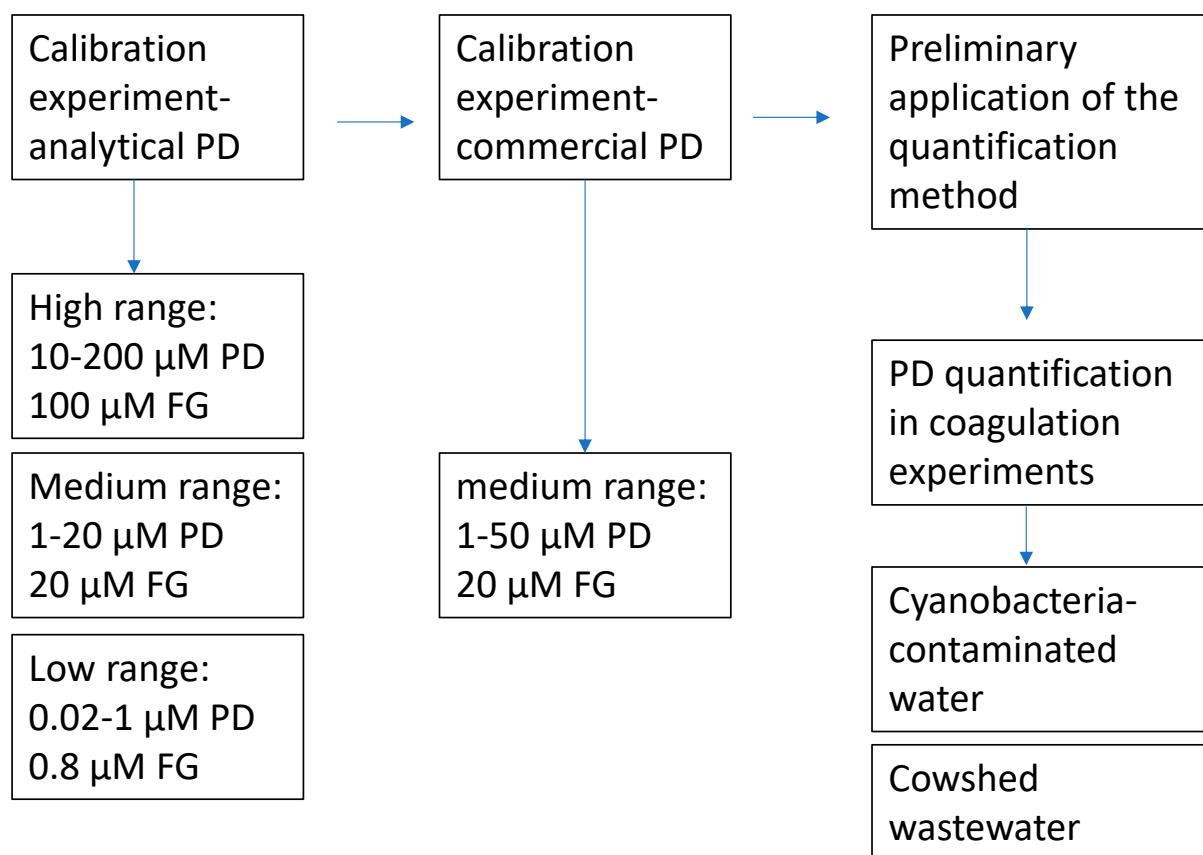 Calibration
experiment-
analytical PD
Calibration
experiment-
commercial PD
Preliminary
application of the
quantification
method
High range:
10-200 μM PD
100 μM FG
Medium range:
1-20 μM PD
20 μM FG
Low range:
0.02-1 μM PD
0.8 μM FG
medium range:
1-50 μM PD
20 μM FG
PD quantification
in coagulation
experiments
Cyanobacteria-
contaminated
water
Cowshed
wastewater